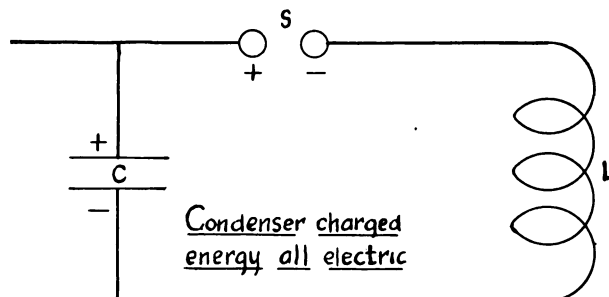 S
+ −
+
C
−
L
Condenser charged
energy all electric